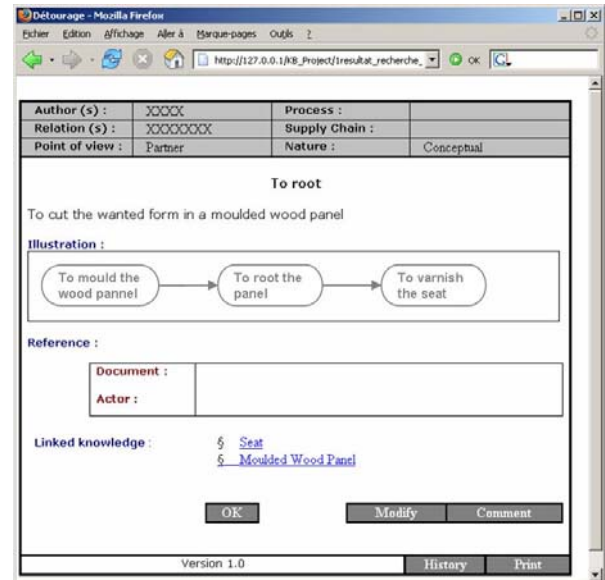 Détourage - Mozilla Firefox
Fichier Edition Affichage Aller à Marque-pages Outils ?
http://127.0.0.1/KB_Project/1resultat_recherche_ OK
Author (s) : XXXX Process :
Relation (s) : XXXXXXXX Supply Chain :
Point of view : Partner Nature : Conceptual
To root
To cut the wanted form in a moulded wood panel
Illustration :
To mould the wood pannel To root the panel To varnish the seat
Reference :
Document :
Actor :
Linked knowledge : § Seat
§ Moulded Wood Panel
OK Modify Comment
Version 1.0 History Print